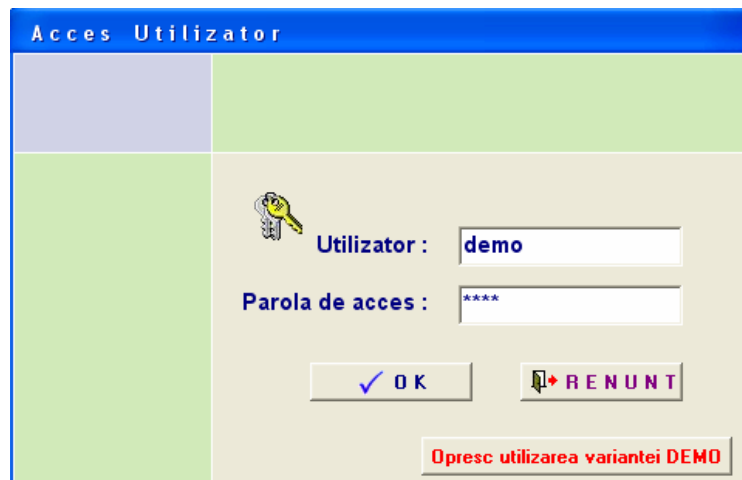 Acces Utilizator
Utilizator : demo
Parola de acces : ****
OK RENUNT
Opresc utilizarea variantei DEMO